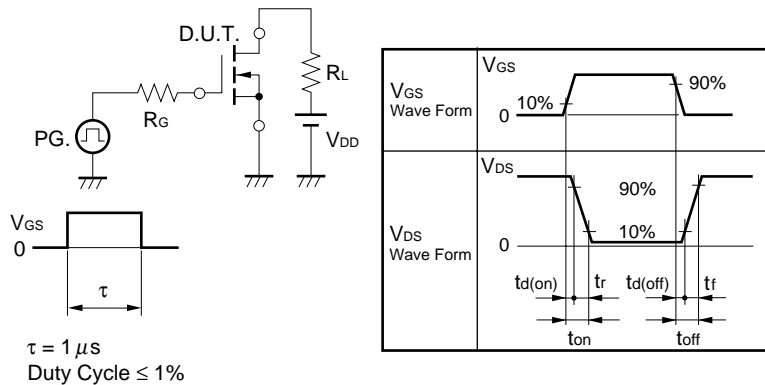 D.U.T.
RL
RG
PG.
VDD
VGS
0
τ
τ = 1 μs
Duty Cycle ≤ 1%
VGS
Wave Form
VGS
10%
90%
0
VDS
Wave Form
VDS
90%
10%
0
td(on) tr td(off) tf
ton toff